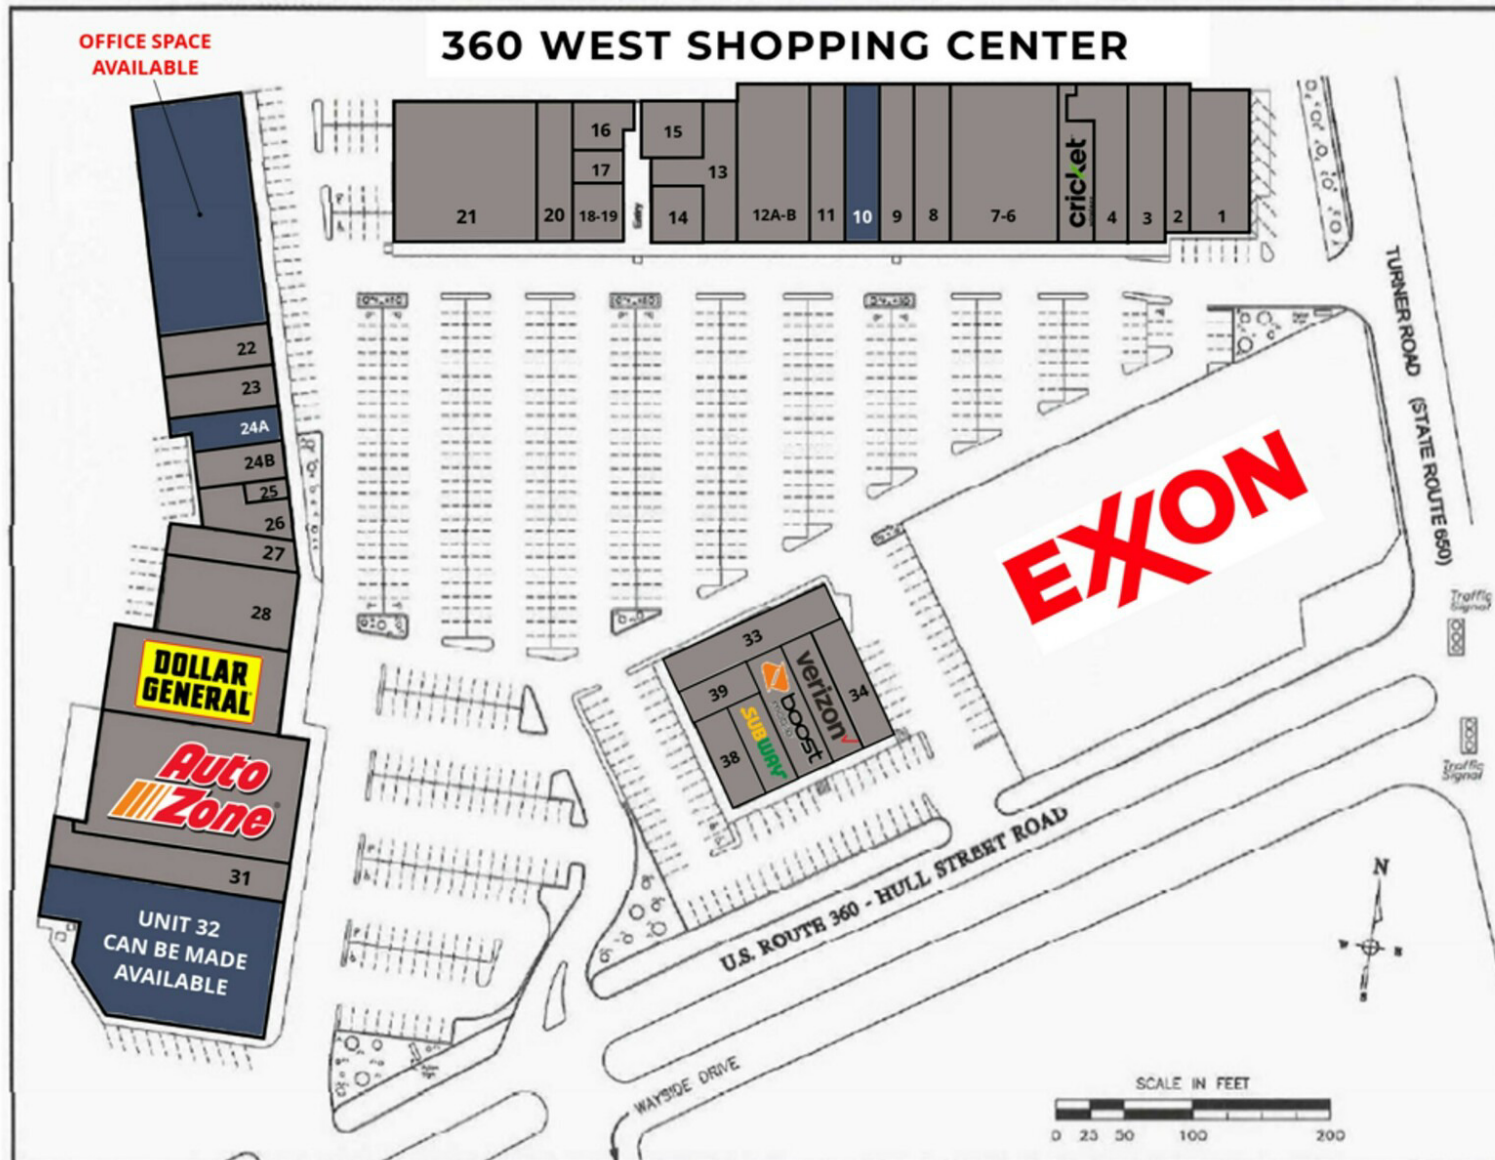 360 WEST SHOPPING CENTER
OFFICE SPACE
AVAILABLE
21
20
16
17
18-19
Entry
15
14
13
12A-B
11
10
9
8
7-6
cricket
4
3
2
1
22
23
24A
24B
25
26
27
28
DOLLAR
GENERAL
Auto
Zone
31
UNIT 32
CAN BE MADE
AVAILABLE
33
39
38
SUBWAY
boost
mobile
verizon
34
EXXON
TURNER ROAD (STATE ROUTE 650)
Traffic
Signal
Traffic
Signal
U.S. ROUTE 360 - HULL STREET ROAD
WAYSIDE DRIVE
N
S
SCALE IN FEET
0 25 50 100 200